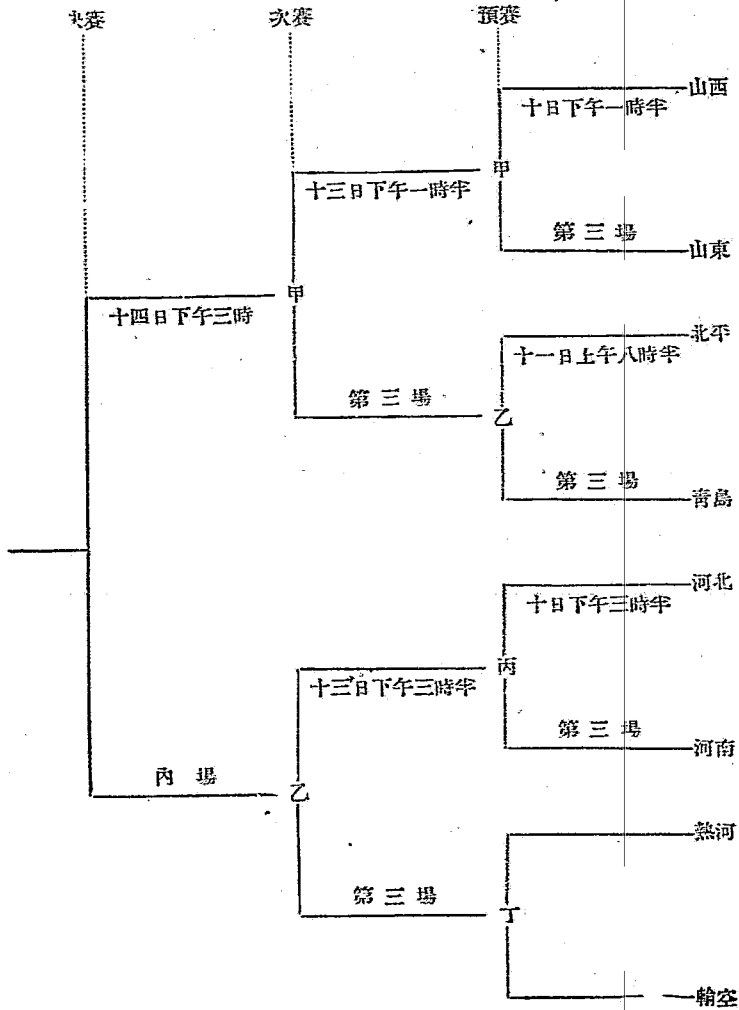 預賽
次賽
決賽
山西
十日下午一時半
甲
第三場
山東
十三日下午一時半
北平
十一日上午八時半
乙
第三場
青島
甲
第三場
十四日下午三時
河北
十日下午三時半
丙
第三場
河南
十三日下午三時半
熱河
丁
輪空
乙
第三場
內場